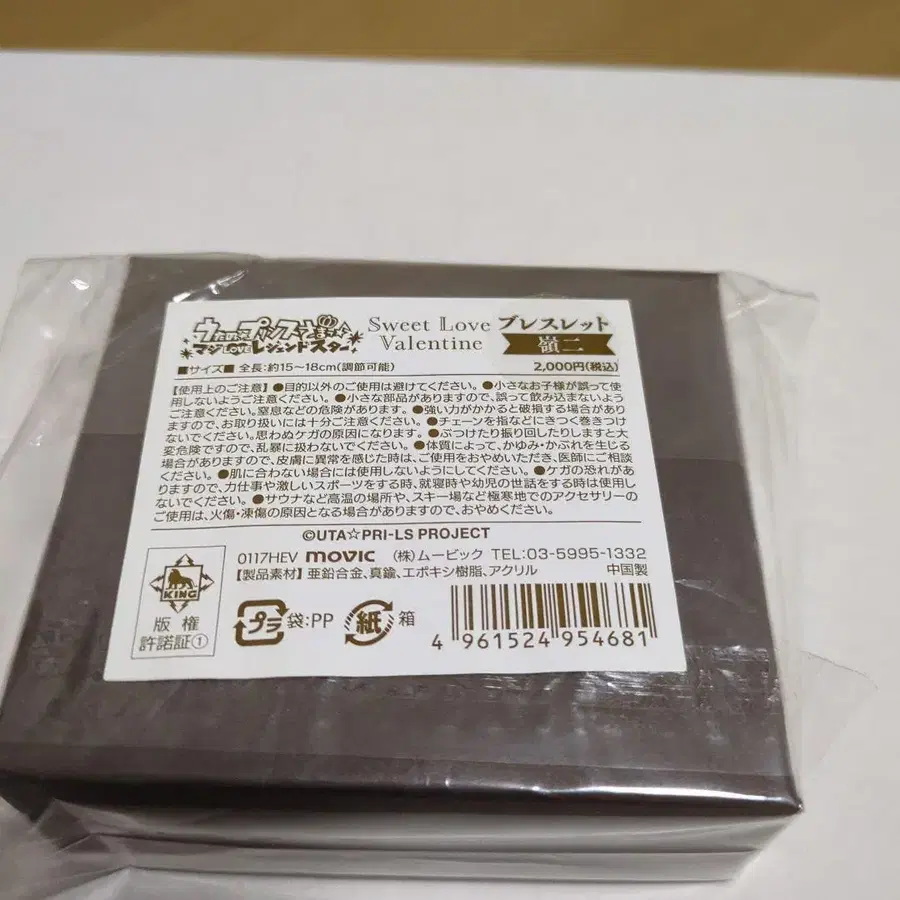 うたの☆プリンスさまっ♪
マジLOVEレジェンドスター
Sweet Love
Valentine
ブレスレット
嶺二
■サイズ■ 全長:約15~18cm(調節可能)
2,000円(税込)
【使用上のご注意】●目的以外のご使用は避けてください。●小さなお子様が誤って使
用しないようご注意ください。●小さな部品がありますので、誤って飲み込まないよう
ご注意ください。窒息などの危険があります。●強い力がかかると破損する場合があり
ますので、お取り扱いには十分ご注意ください。●チェーンを指などにきつく巻きつけ
ないでください。思わぬケガの原因になります。●ぶつけたり振り回したりしますと大
変危険ですので、乱暴に扱わないでください。●体質によって、かゆみ・かぶれを生じる
場合がありますので、皮膚に異常を感じた時は、ご使用をおやめいただき、医師にご相談
ください。●肌に合わない場合には使用しないようにしてください。●ケガの恐れがあ
りますので、力仕事や激しいスポーツをする時、就寝時や幼児の世話をする時は使用し
ないでください。●サウナなど高温の場所や、スキー場など極寒地でのアクセサリーの
ご使用は、火傷・凍傷の原因となる場合がありますので、おやめください。
©UTA☆PRI-LS PROJECT
0117HEV movic (株)ムービック TEL:03-5995-1332
【製品素材】亜鉛合金、真鍮、エポキシ樹脂、アクリル 中国製
KING
版権
許諾証①
プラ 袋:PP 紙 箱
4 961524 954681